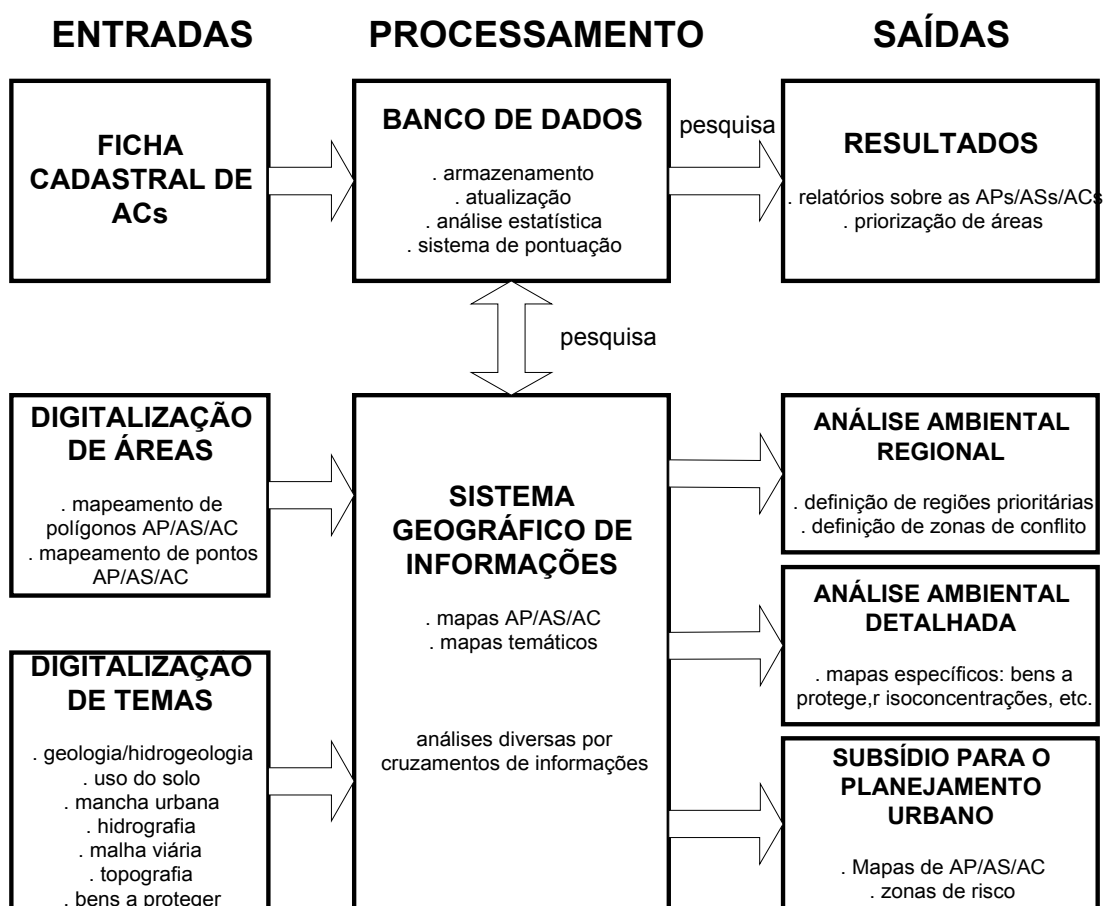 ENTRADAS
PROCESSAMENTO
SAÍDAS
FICHA
CADASTRAL DE
ACs
BANCO DE DADOS
. armazenamento
. atualização
. análise estatística
. sistema de pontuação
pesquisa
RESULTADOS
. relatórios sobre as APs/ASs/ACs
. priorização de áreas
pesquisa
DIGITALIZAÇÃO
DE ÁREAS
. mapeamento de
polígonos AP/AS/AC
. mapeamento de pontos
AP/AS/AC
DIGITALIZAÇÃO
DE TEMAS
. geologia/hidrogeologia
. uso do solo
. mancha urbana
. hidrografia
. malha viária
. topografia
. bens a proteger
SISTEMA
GEOGRÁFICO DE
INFORMAÇÕES
. mapas AP/AS/AC
. mapas temáticos
análises diversas por
cruzamentos de informações
ANÁLISE AMBIENTAL
REGIONAL
. definição de regiões prioritárias
. definição de zonas de conflito
ANÁLISE AMBIENTAL
DETALHADA
. mapas específicos: bens a
protege,r isoconcentrações, etc.
SUBSÍDIO PARA O
PLANEJAMENTO
URBANO
. Mapas de AP/AS/AC
. zonas de risco